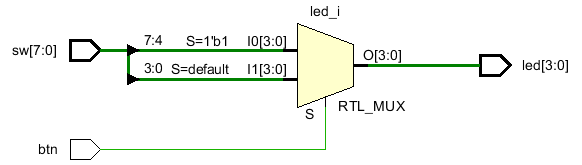 led_i
7:4 S=1'b1 I0[3:0]
sw[7:0]
3:0 S=default I1[3:0]
O[3:0]
led[3:0]
S
RTL_MUX
btn